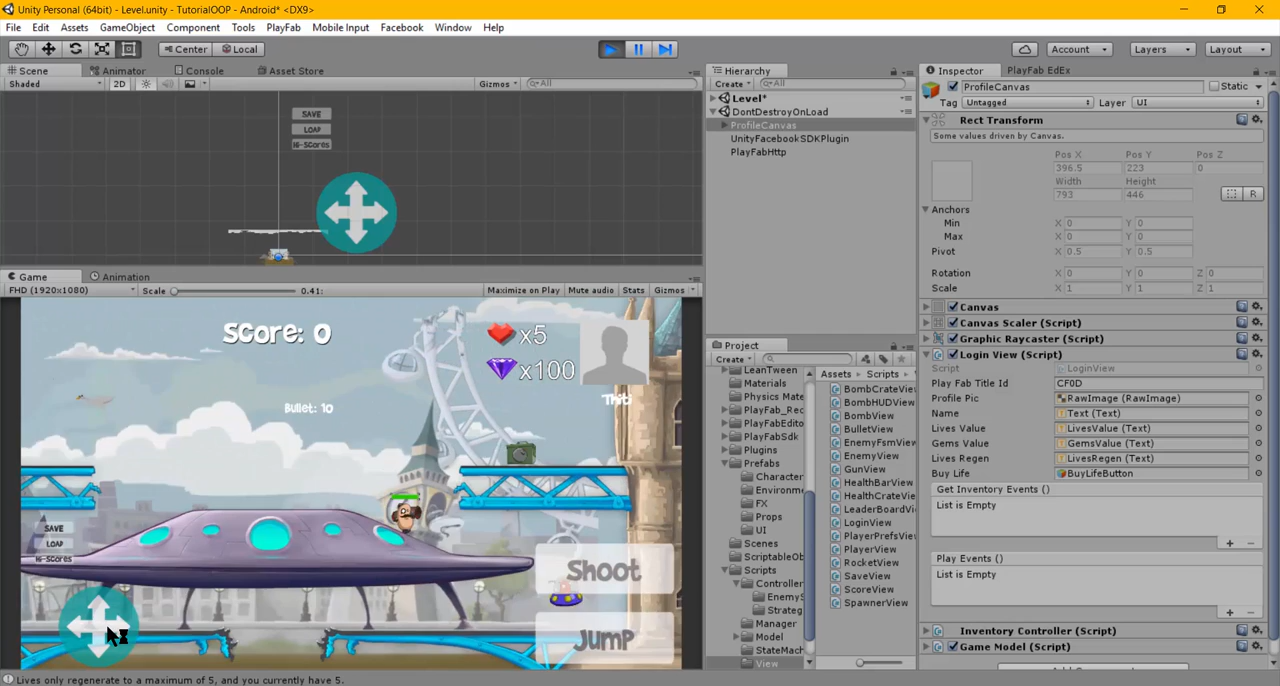 Unity Personal (64bit) - Level.unity - TutorialOOP - Android* <DX9>
File Edit Assets GameObject Component Tools PlayFab Mobile Input Facebook Window Help
Center Local Account Layers Layout
Scene Animator Console Asset Store
Shaded 2D Gizmos All
SAVE
LOAD
Hi-Scores
Game Animation
FHD (1920x1080) Scale 0.41: Maximize on Play Mute audio Stats Gizmos
Score: 0
x5
x100
Thiti
Bullet: 10
SAVE
LOAD
Hi-Scores
Shoot
Jump
Hierarchy
Create All
Level*
DontDestroyOnLoad
ProfileCanvas
UnityFacebookSDKPlugin
PlayFabHttp
Project
Create
LeanTween
Materials
Physics Mate
PlayFab_Rec
PlayFabEdito
PlayFabSdk
Plugins
Prefabs
Character
Environme
FX
Props
UI
Scenes
ScriptableOb
Scripts
Controller
EnemyS
Strateg
Manager
Model
StateMach
View
Assets Scripts
BombCrateView
BombHUDView
BombView
BulletView
EnemyFsmView
EnemyView
GunView
HealthBarView
HealthCrateView
LeaderBoardVie
LoginView
PlayerPrefsView
PlayerView
RocketView
SaveView
ScoreView
SpawnerView
Inspector PlayFab EdEx
ProfileCanvas Static
Tag Untagged Layer UI
Rect Transform
Some values driven by Canvas.
Pos X Pos Y Pos Z
396.5 223 0
Width Height
793 446
R
Anchors
Min X 0 Y 0
Max X 0 Y 0
Pivot X 0.5 Y 0.5
Rotation X 0 Y 0 Z 0
Scale X 1 Y 1 Z 1
Canvas
Canvas Scaler (Script)
Graphic Raycaster (Script)
Login View (Script)
Script LoginView
Play Fab Title Id CF0D
Profile Pic RawImage (RawImage)
Name Text (Text)
Lives Value LivesValue (Text)
Gems Value GemsValue (Text)
Lives Regen LivesRegen (Text)
Buy Life BuyLifeButton
Get Inventory Events ()
List is Empty
Play Events ()
List is Empty
Inventory Controller (Script)
Game Model (Script)
Lives only regenerate to a maximum of 5, and you currently have 5.